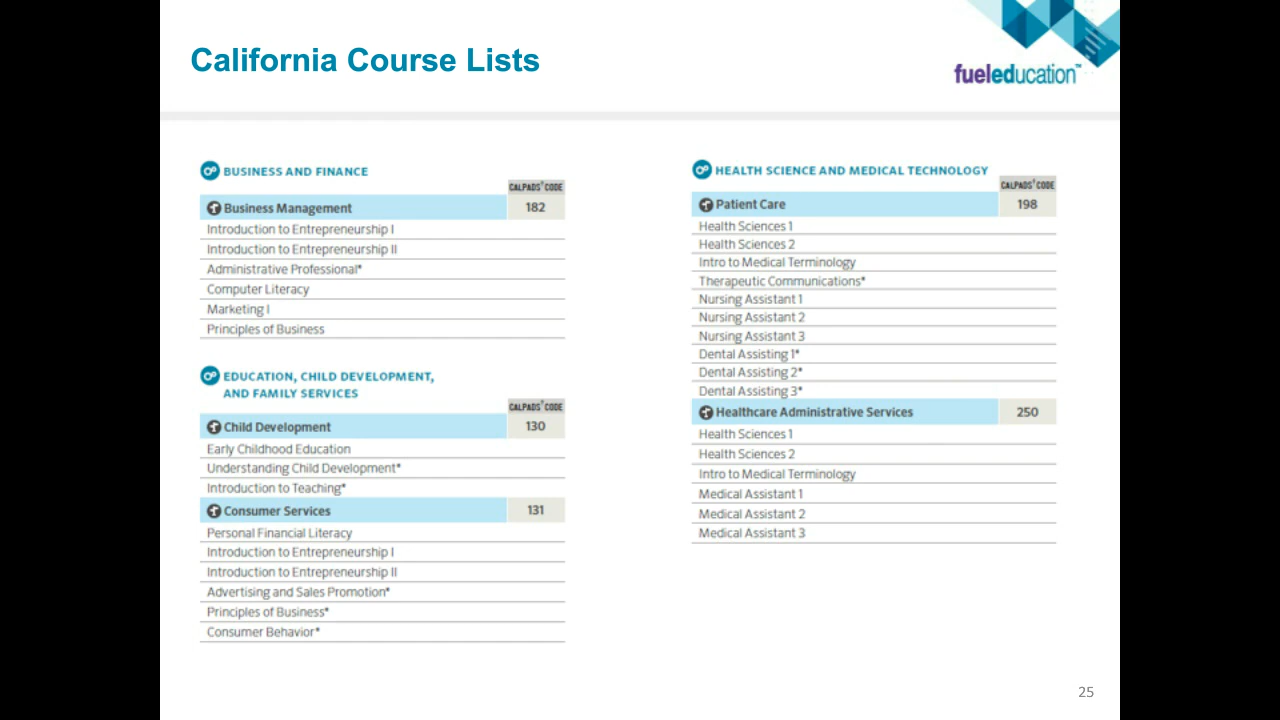 California Course Lists
fueleducation™
BUSINESS AND FINANCE
CALPADS† CODE
Business Management 182
Introduction to Entrepreneurship I
Introduction to Entrepreneurship II
Administrative Professional*
Computer Literacy
Marketing I
Principles of Business
EDUCATION, CHILD DEVELOPMENT,
AND FAMILY SERVICES
CALPADS† CODE
Child Development 130
Early Childhood Education
Understanding Child Development*
Introduction to Teaching*
Consumer Services 131
Personal Financial Literacy
Introduction to Entrepreneurship I
Introduction to Entrepreneurship II
Advertising and Sales Promotion*
Principles of Business*
Consumer Behavior*
HEALTH SCIENCE AND MEDICAL TECHNOLOGY
CALPADS† CODE
Patient Care 198
Health Sciences 1
Health Sciences 2
Intro to Medical Terminology
Therapeutic Communications*
Nursing Assistant 1
Nursing Assistant 2
Nursing Assistant 3
Dental Assisting 1*
Dental Assisting 2*
Dental Assisting 3*
Healthcare Administrative Services 250
Health Sciences 1
Health Sciences 2
Intro to Medical Terminology
Medical Assistant 1
Medical Assistant 2
Medical Assistant 3
25